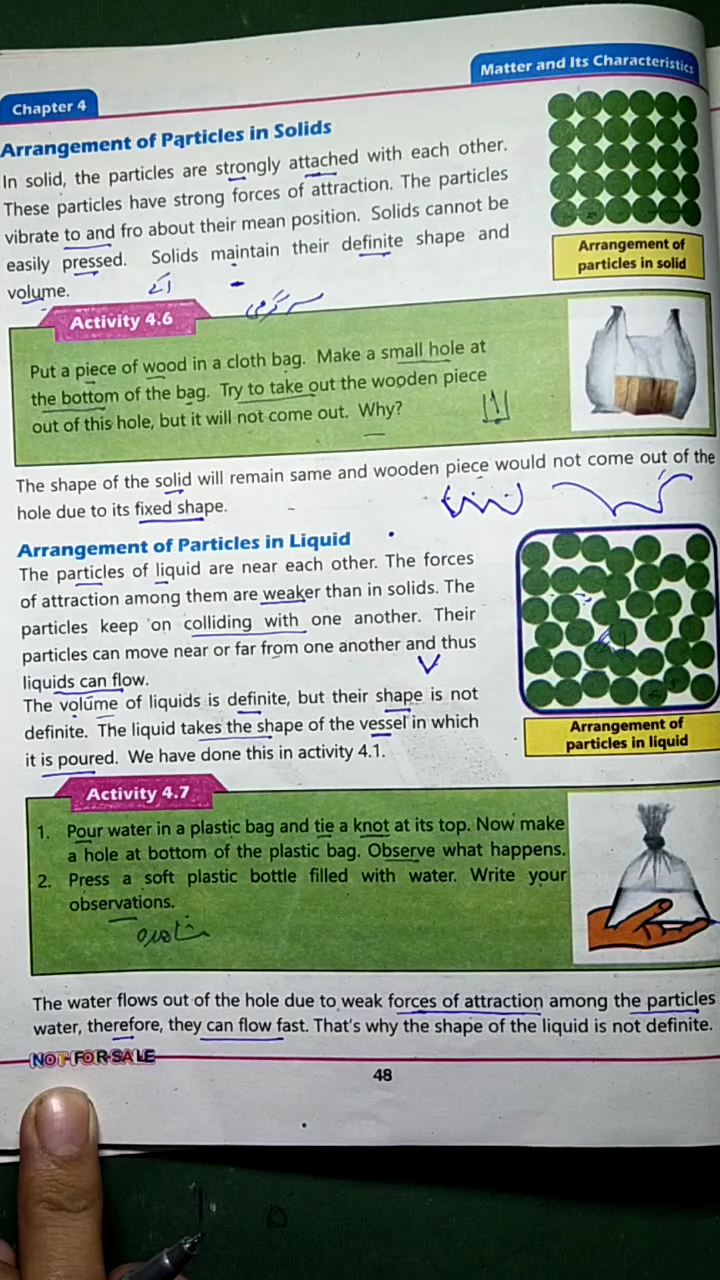 Matter and Its Characteristics
Chapter 4
Arrangement of Particles in Solids
In solid, the particles are strongly attached with each other.
These particles have strong forces of attraction. The particles
vibrate to and fro about their mean position. Solids cannot be
easily pressed. Solids maintain their definite shape and
volume.
Arrangement of
particles in solid
Activity 4.6
Put a piece of wood in a cloth bag. Make a small hole at
the bottom of the bag. Try to take out the wooden piece
out of this hole, but it will not come out. Why?
The shape of the solid will remain same and wooden piece would not come out of the
hole due to its fixed shape.
Arrangement of Particles in Liquid
The particles of liquid are near each other. The forces
of attraction among them are weaker than in solids. The
particles keep on colliding with one another. Their
particles can move near or far from one another and thus
liquids can flow.
The volume of liquids is definite, but their shape is not
definite. The liquid takes the shape of the vessel in which
it is poured. We have done this in activity 4.1.
Arrangement of
particles in liquid
Activity 4.7
1. Pour water in a plastic bag and tie a knot at its top. Now make
a hole at bottom of the plastic bag. Observe what happens.
2. Press a soft plastic bottle filled with water. Write your
observations.
The water flows out of the hole due to weak forces of attraction among the particles
water, therefore, they can flow fast. That's why the shape of the liquid is not definite.
NOT FOR SALE
48